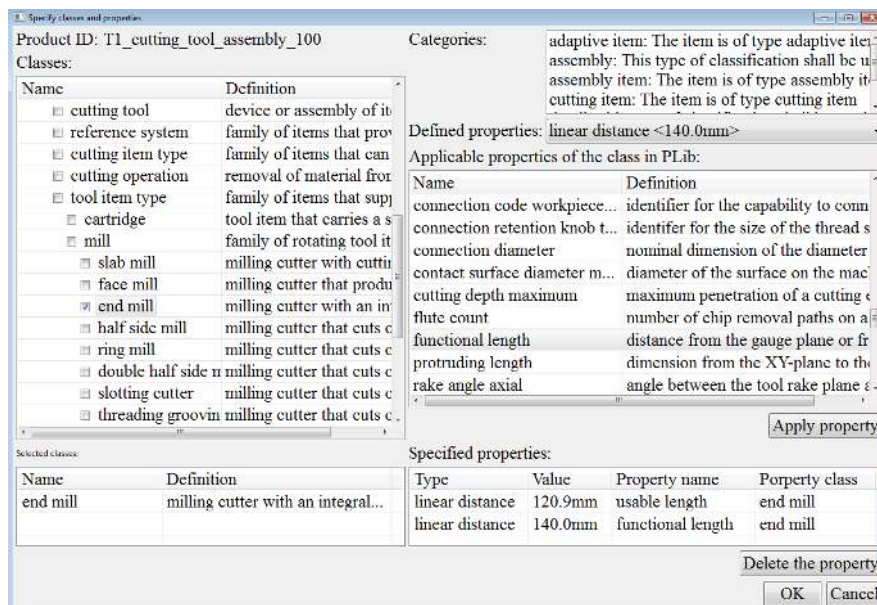 Specify classes and properties
Product ID: T1_cutting_tool_assembly_100
Classes:
Name Definition
cutting tool device or assembly of it
reference system family of items that prov
cutting item type family of items that can
cutting operation removal of material from
tool item type family of items that supp
cartridge tool item that carries a s
mill family of rotating tool it
slab mill milling cutter with cutti
face mill milling cutter that produ
end mill milling cutter with an in
half side mill milling cutter that cuts o
ring mill milling cutter that cuts o
double half side m milling cutter that cuts o
slotting cutter milling cutter that cuts o
threading groovin milling cutter that cuts c
Selected classes:
Name Definition
end mill milling cutter with an integral...
Categories:
adaptive item: The item is of type adaptive iter
assembly: This type of classification shall be u
assembly item: The item is of type assembly it
cutting item: The item is of type cutting item
Defined properties: linear distance <140.0mm>
Applicable properties of the class in PLib:
Name Definition
connection code workpiece... identifier for the capability to conn
connection retention knob t... identifer for the size of the thread s
connection diameter nominal dimension of the diameter
contact surface diameter m... diameter of the surface on the mac
cutting depth maximum maximum penetration of a cutting e
flute count number of chip removal paths on a
functional length distance from the gauge plane or fr
protruding length dimension from the XY-plane to the
rake angle axial angle between the tool rake plane a
Apply property
Specified properties:
Type Value Property name Porperty class
linear distance 120.9mm usable length end mill
linear distance 140.0mm functional length end mill
Delete the property
OK Cancel